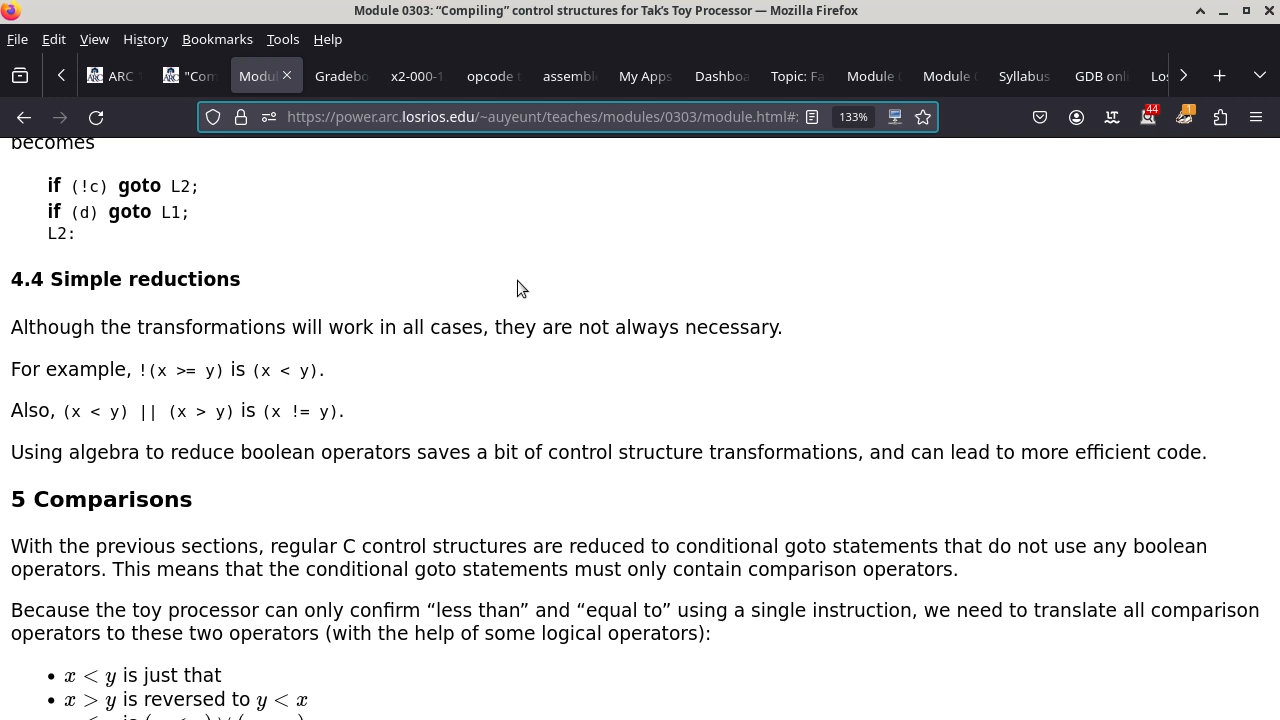 Module 0303: “Compiling” control structures for Tak’s Toy Processor — Mozilla Firefox
File Edit View History Bookmarks Tools Help
ARC "Com Modul Gradebo x2-000-1 opcode t assembl My Apps Dashboa Topic: Fa Module Module Syllabus GDB onl Los
https://power.arc.losrios.edu/~auyeunt/teaches/modules/0303/module.html# 133% 44 1
becomes
if (!c) goto L2;
if (d) goto L1;
L2:
4.4 Simple reductions
Although the transformations will work in all cases, they are not always necessary.
For example, !(x >= y) is (x < y).
Also, (x < y) || (x > y) is (x != y).
Using algebra to reduce boolean operators saves a bit of control structure transformations, and can lead to more efficient code.
5 Comparisons
With the previous sections, regular C control structures are reduced to conditional goto statements that do not use any boolean
operators. This means that the conditional goto statements must only contain comparison operators.
Because the toy processor can only confirm “less than” and “equal to” using a single instruction, we need to translate all comparison
operators to these two operators (with the help of some logical operators):
• x < y is just that
• x > y is reversed to y < x